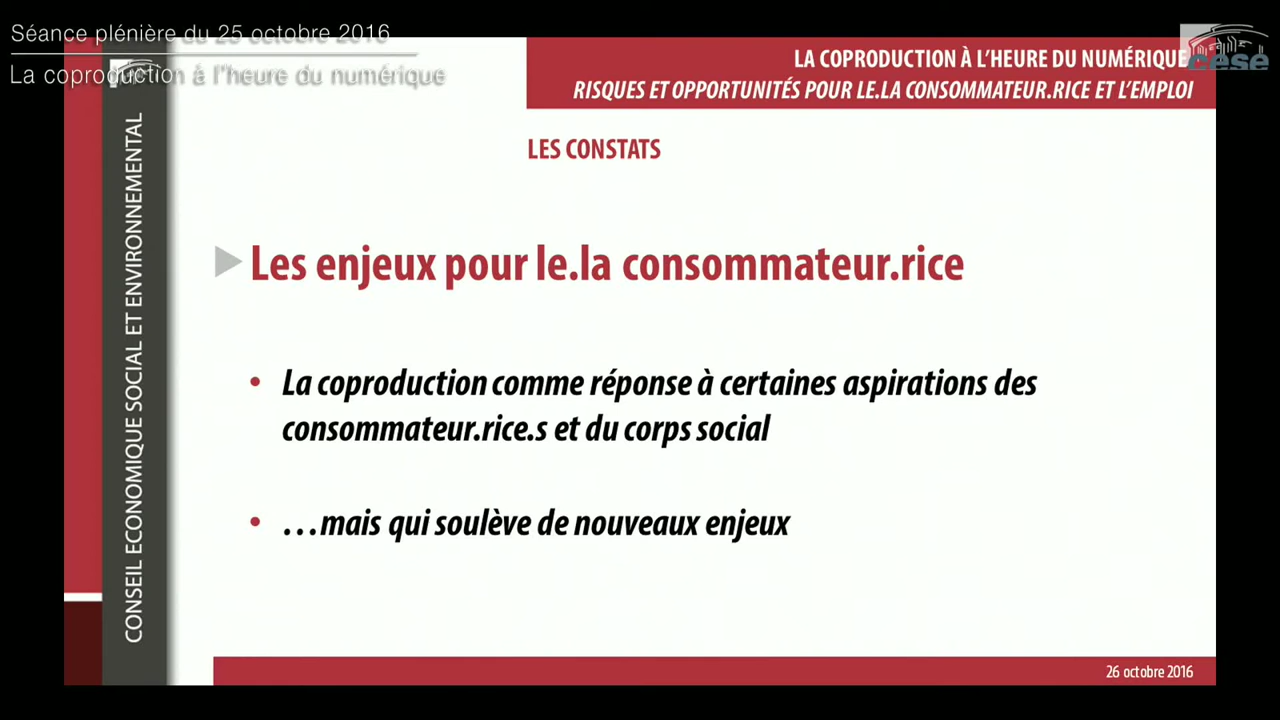 Séance plénière du 25 octobre 2016
La coproduction à l'heure du numérique
cese
LA COPRODUCTION À L'HEURE DU NUMÉRIQUE
RISQUES ET OPPORTUNITÉS POUR LE.LA CONSOMMATEUR.RICE ET L'EMPLOI
CONSEIL ECONOMIQUE SOCIAL ET ENVIRONNEMENTAL
LES CONSTATS
Les enjeux pour le.la consommateur.rice
• La coproduction comme réponse à certaines aspirations des
consommateur.rice.s et du corps social
• …mais qui soulève de nouveaux enjeux
26 octobre 2016